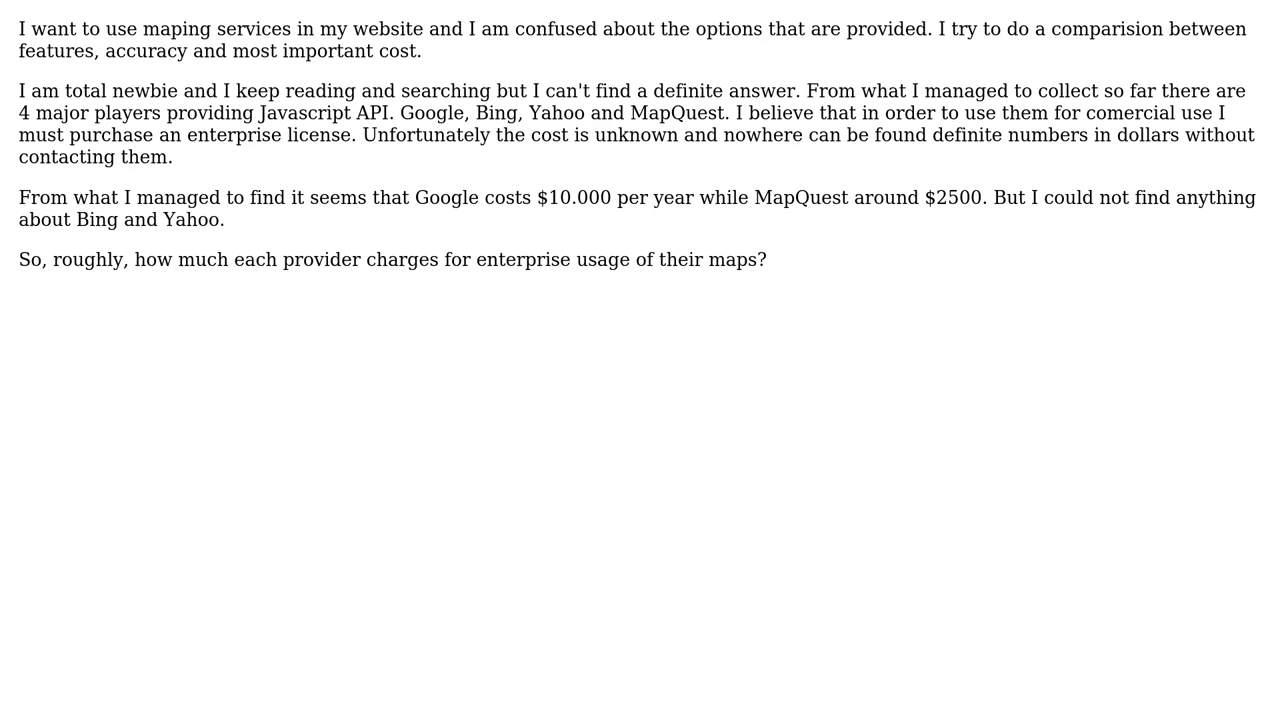 I want to use maping services in my website and I am confused about the options that are provided. I try to do a comparision between
features, accuracy and most important cost.
I am total newbie and I keep reading and searching but I can't find a definite answer. From what I managed to collect so far there are
4 major players providing Javascript API. Google, Bing, Yahoo and MapQuest. I believe that in order to use them for comercial use I
must purchase an enterprise license. Unfortunately the cost is unknown and nowhere can be found definite numbers in dollars without
contacting them.
From what I managed to find it seems that Google costs $10.000 per year while MapQuest around $2500. But I could not find anything
about Bing and Yahoo.
So, roughly, how much each provider charges for enterprise usage of their maps?